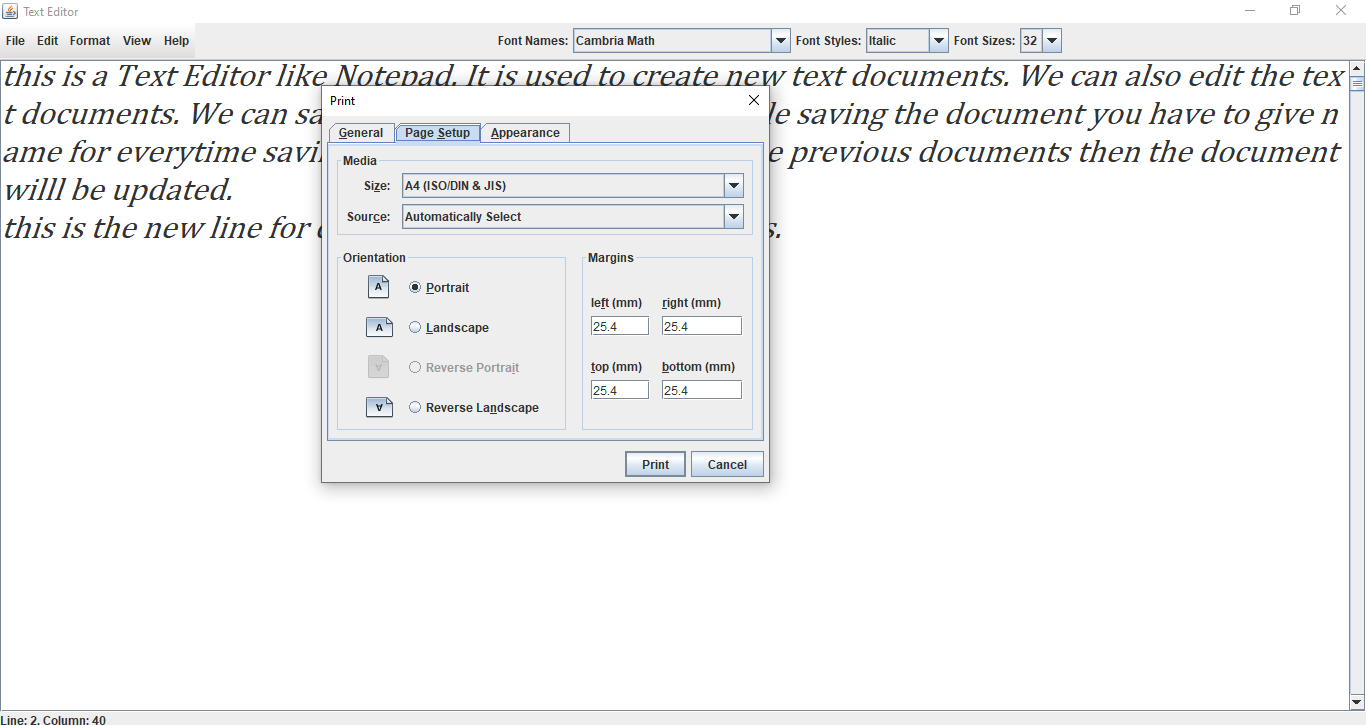 Text Editor
File Edit Format View Help
Font Names: Cambria Math Font Styles: Italic Font Sizes: 32
this is a Text Editor like Notepad. It is used to create new text documents. We can also edit the tex
t documents. We can sa le saving the document you have to give n
ame for everytime savi e previous documents then the document
willl be updated.
this is the new line for s.
Print
General Page Setup Appearance
Media
Size: A4 (ISO/DIN & JIS)
Source: Automatically Select
Orientation
A Portrait
A Landscape
A Reverse Portrait
A Reverse Landscape
Margins
left (mm) right (mm)
25.4 25.4
top (mm) bottom (mm)
25.4 25.4
Print Cancel
Line: 2, Column: 40